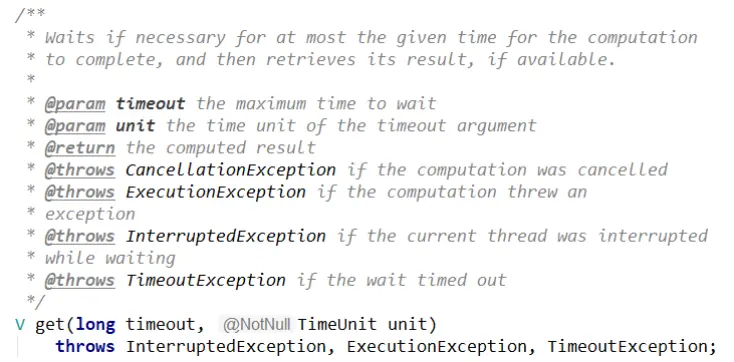 /**
* Waits if necessary for at most the given time for the computation
* to complete, and then retrieves its result, if available.
*
* @param timeout the maximum time to wait
* @param unit the time unit of the timeout argument
* @return the computed result
* @throws CancellationException if the computation was cancelled
* @throws ExecutionException if the computation threw an
* exception
* @throws InterruptedException if the current thread was interrupted
* while waiting
* @throws TimeoutException if the wait timed out
*/
V get(long timeout, @NotNull TimeUnit unit)
throws InterruptedException, ExecutionException, TimeoutException;